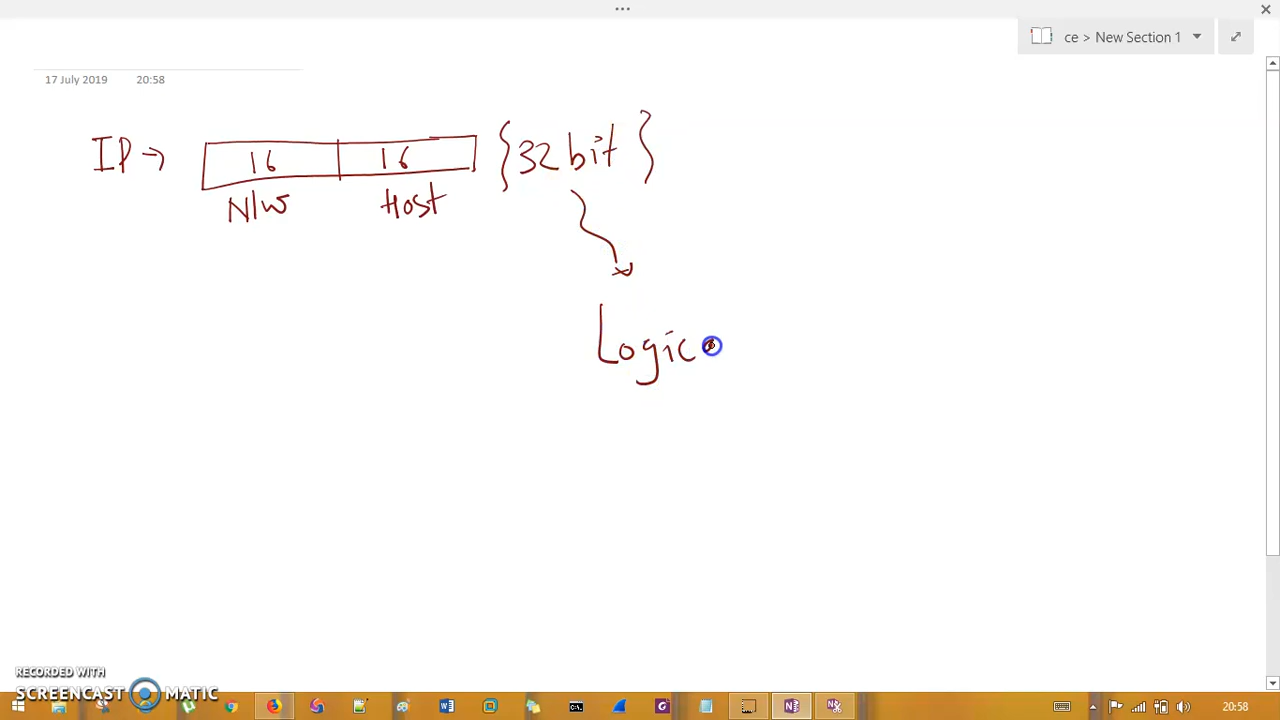 ...
ce > New Section 1
17 July 2019 20:58
IP → 16 16 {32 bit}
N/W Host
Logic
RECORDED WITH
SCREENCAST MATIC
20:58